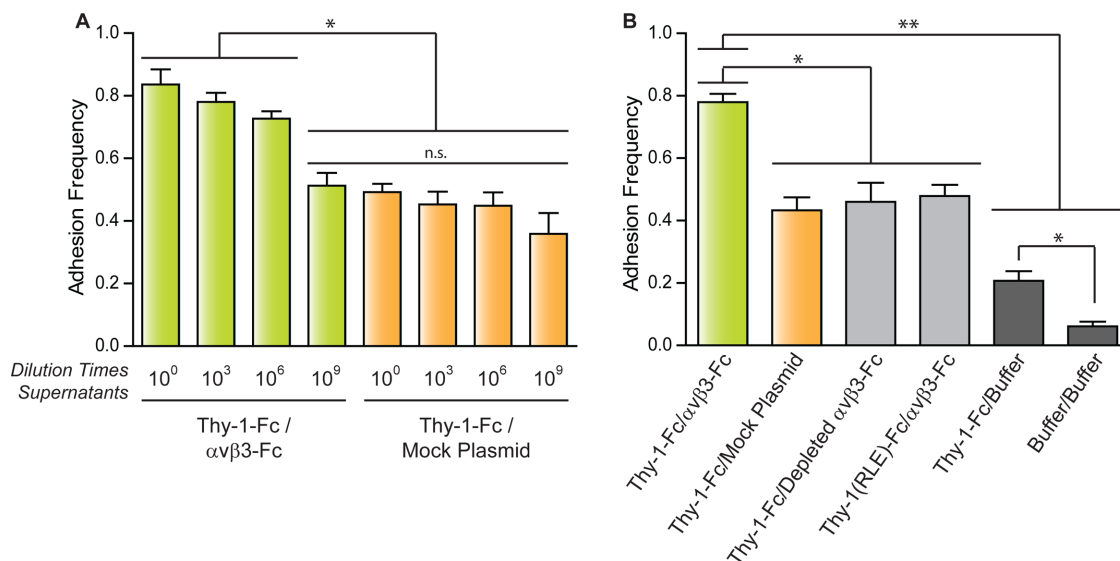 A
*
1.0
0.8
n.s.
0.6
0.4
0.2
0.0
Adhesion Frequency
Dilution Times
Supernatants
10⁰ 10³ 10⁶ 10⁹ 10⁰ 10³ 10⁶ 10⁹
Thy-1-Fc /
αvβ3-Fc
Thy-1-Fc /
Mock Plasmid
B
**
*
1.0
0.8
0.6
0.4
*
0.2
0.0
Adhesion Frequency
Thy-1-Fc/αvβ3-Fc
Thy-1-Fc/Mock Plasmid
Thy-1-Fc/Depleted αvβ3-Fc
Thy-1(RLE)-Fc/αvβ3-Fc
Thy-1-Fc/Buffer
Buffer/Buffer